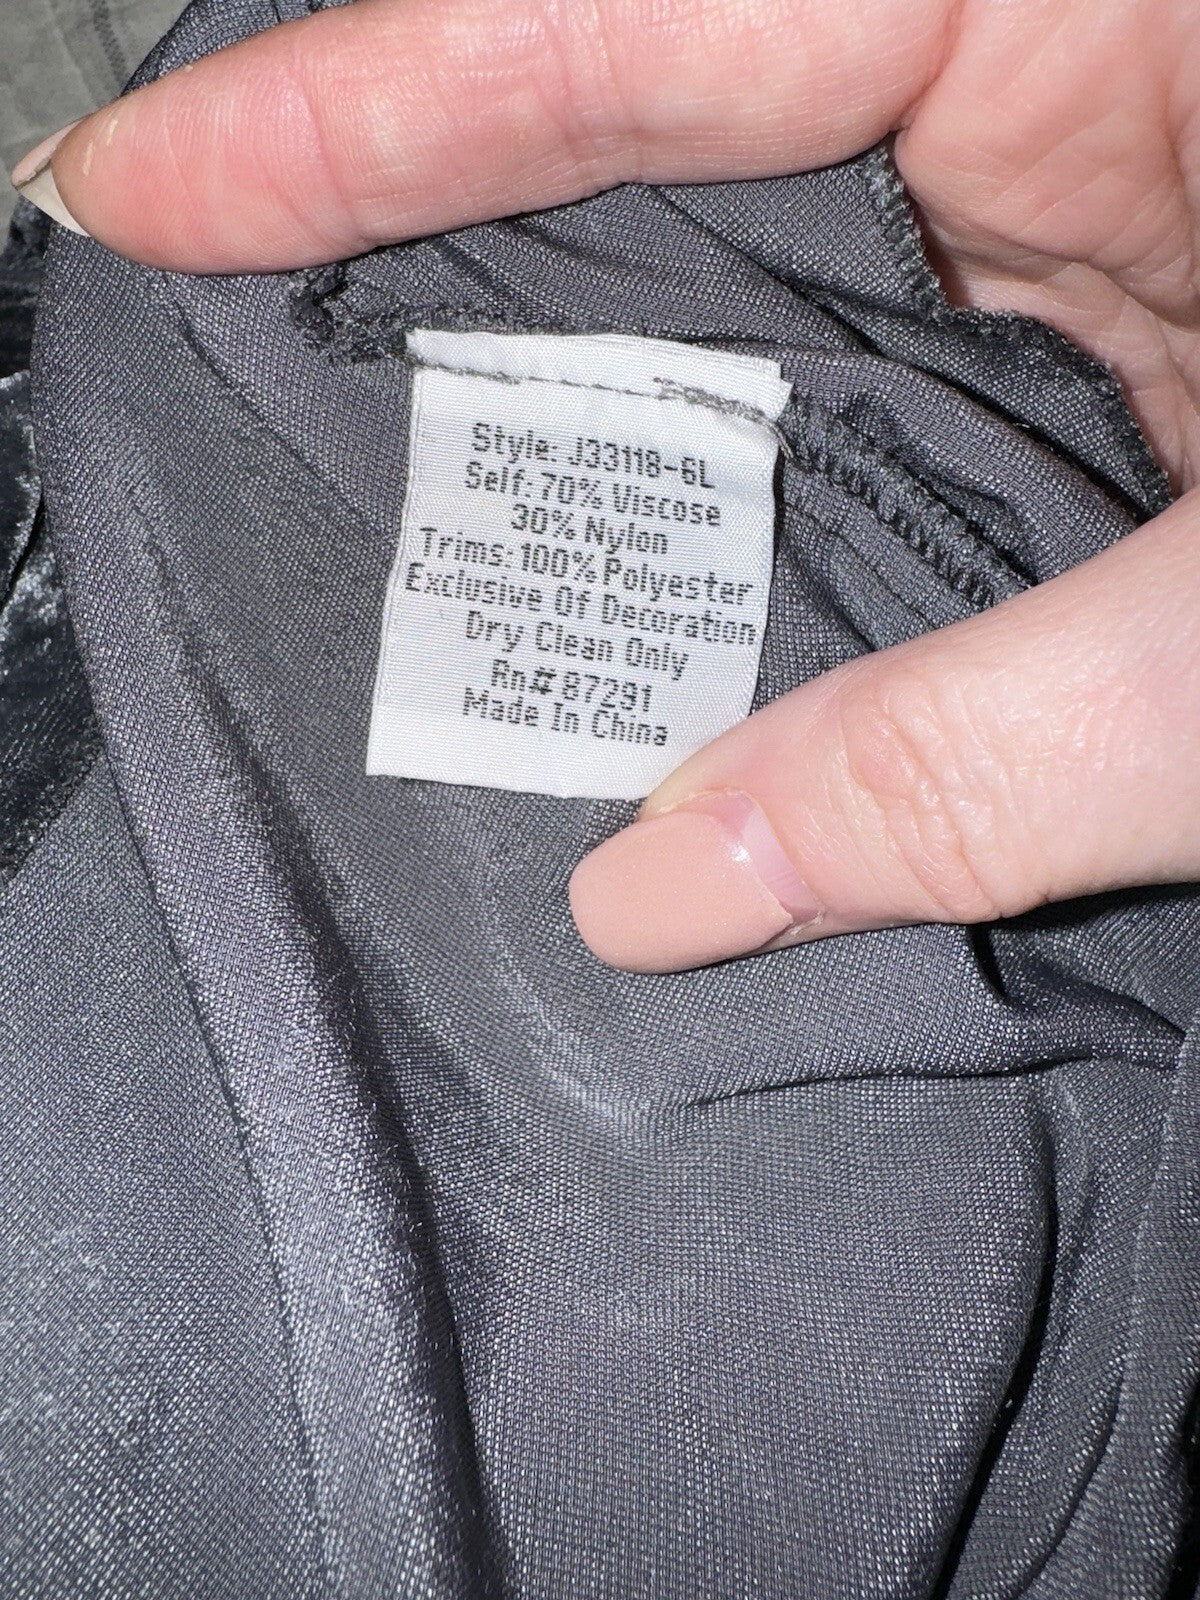 Style: J33118-6L
Self: 70% Viscose
30% Nylon
Trims: 100% Polyester
Exclusive Of Decoration
Dry Clean Only
Rn# 87291
Made In China